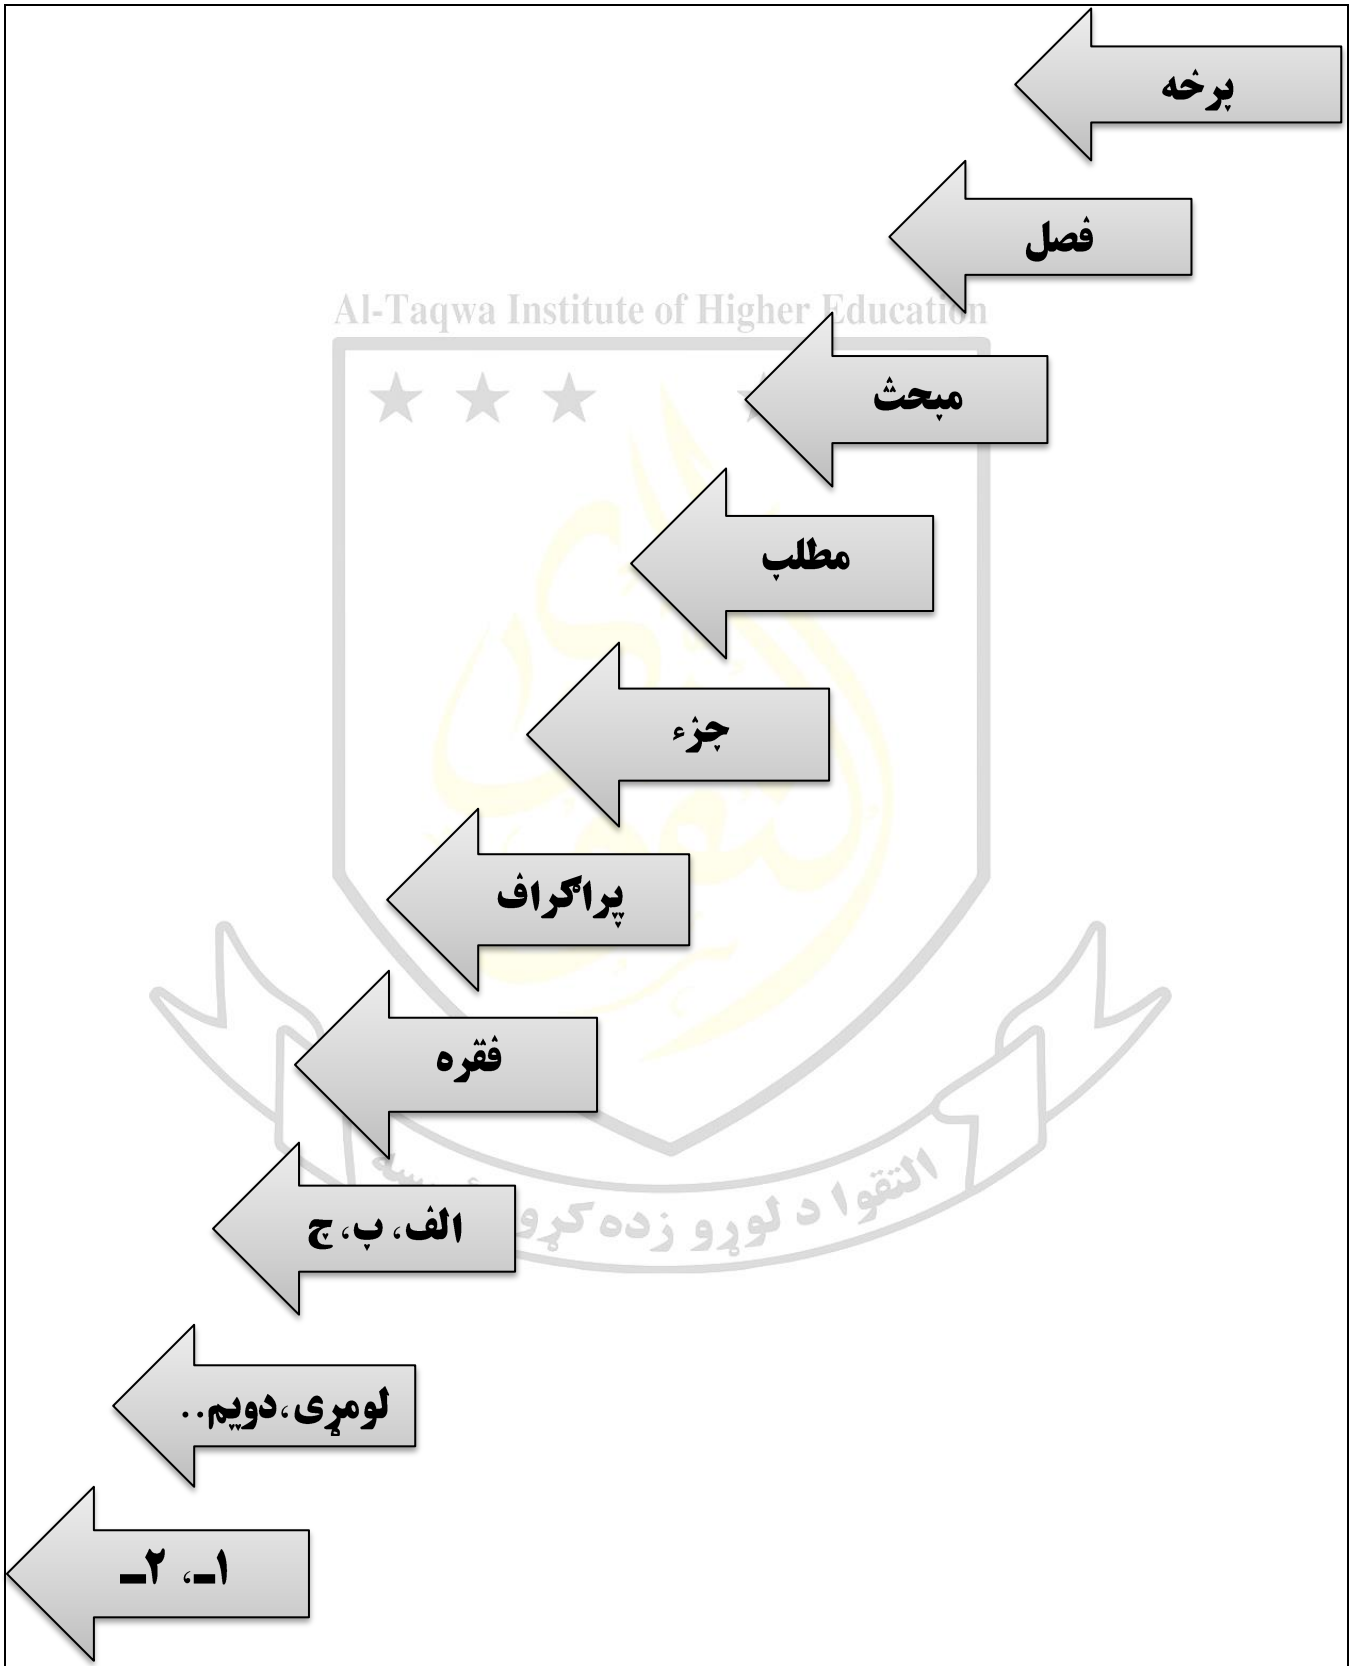 برخه
فصل
Al-Taqwa Institute of Higher Education
مبحث
مطلب
جزء
پراګراف
فقره
الف، ب، ج
التقوا د لوړو زده کړو
لومړی،دویم..
۱ـ، ۲ـ